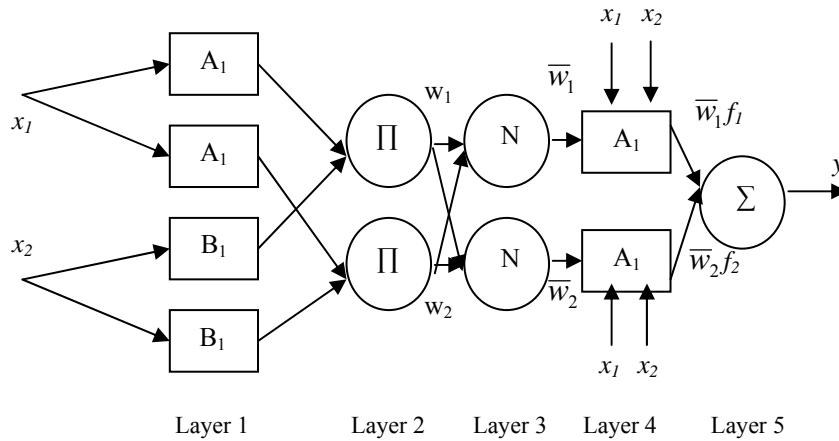 x₁ x₂
A₁
w̅₁
w₁
w̅₁f₁
x₁
A₁
∏
N
A₁
y
∑
x₂
B₁
∏
N
A₁
w̅₂f₂
w₂
w̅₂
B₁
x₁ x₂
Layer 1 Layer 2 Layer 3 Layer 4 Layer 5